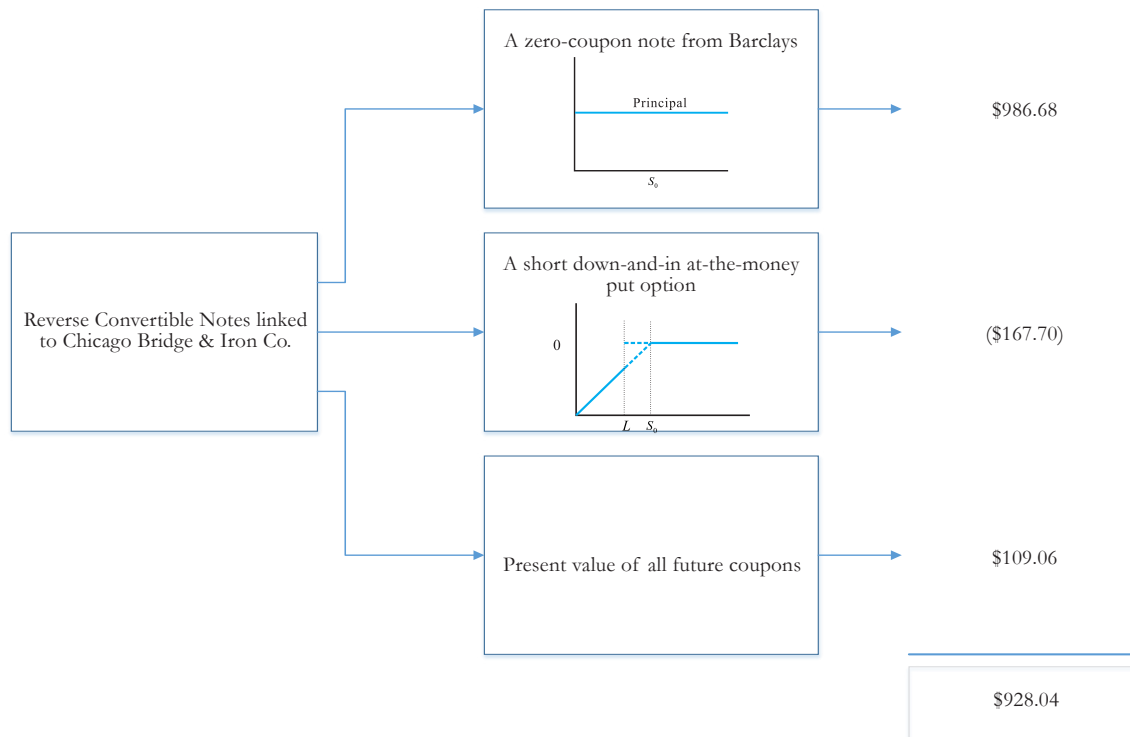 A zero-coupon note from Barclays
Principal
S₀
$986.68
Reverse Convertible Notes linked
to Chicago Bridge & Iron Co.
A short down-and-in at-the-money
put option
0
L S₀
($167.70)
Present value of all future coupons
$109.06
$928.04